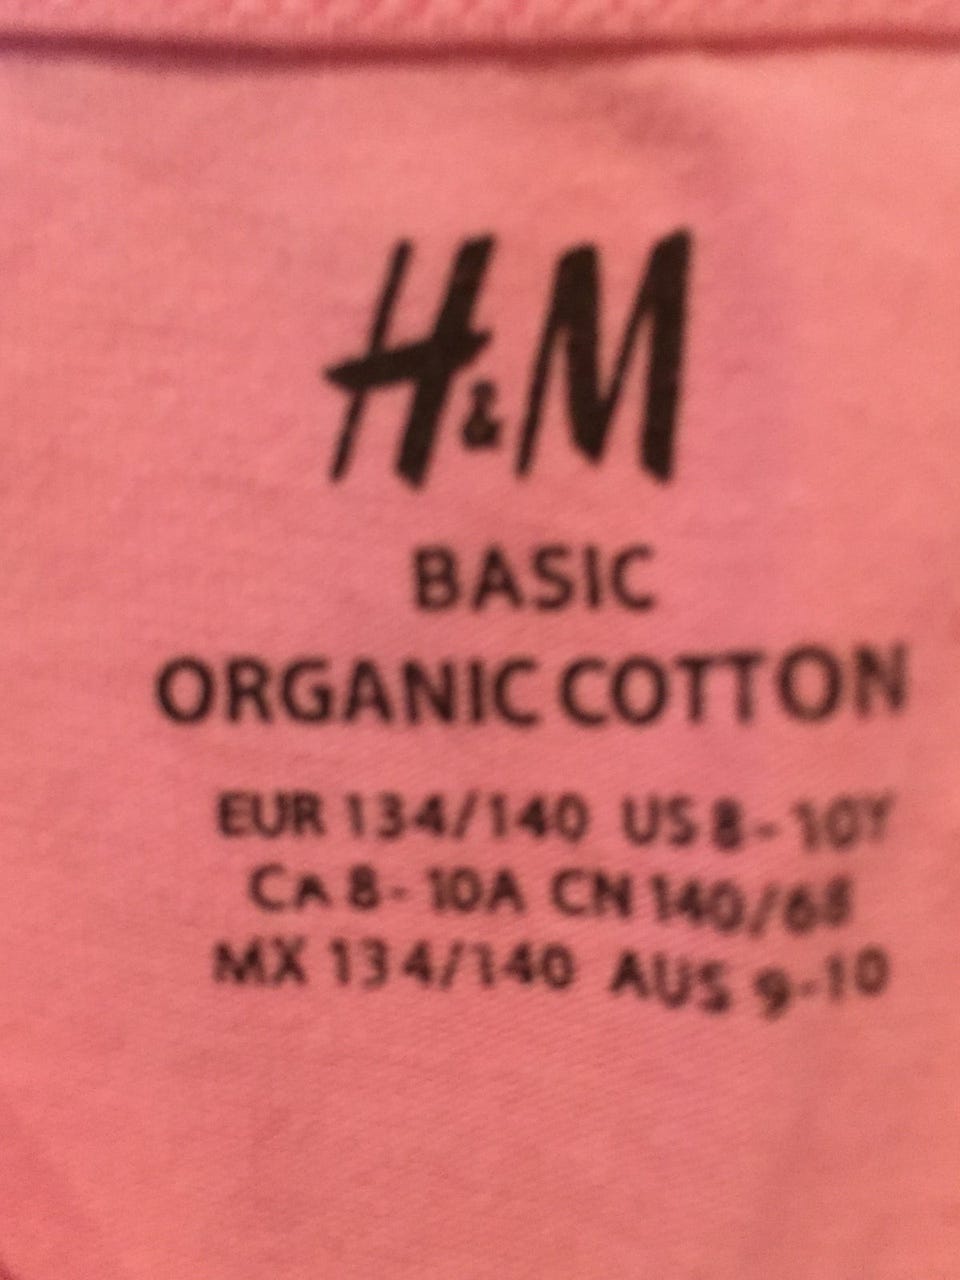 H&M
BASIC
ORGANIC COTTON
EUR 134/140 US 8-10Y
CA 8-10A CN 140/68
MX 134/140 AUS 9-10